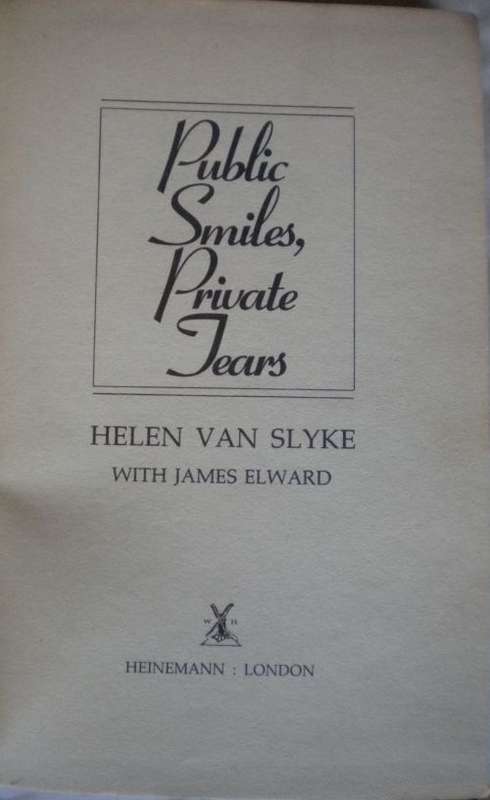 Public
Smiles,
Private
Tears
HELEN VAN SLYKE
WITH JAMES ELWARD
W H
HEINEMANN : LONDON